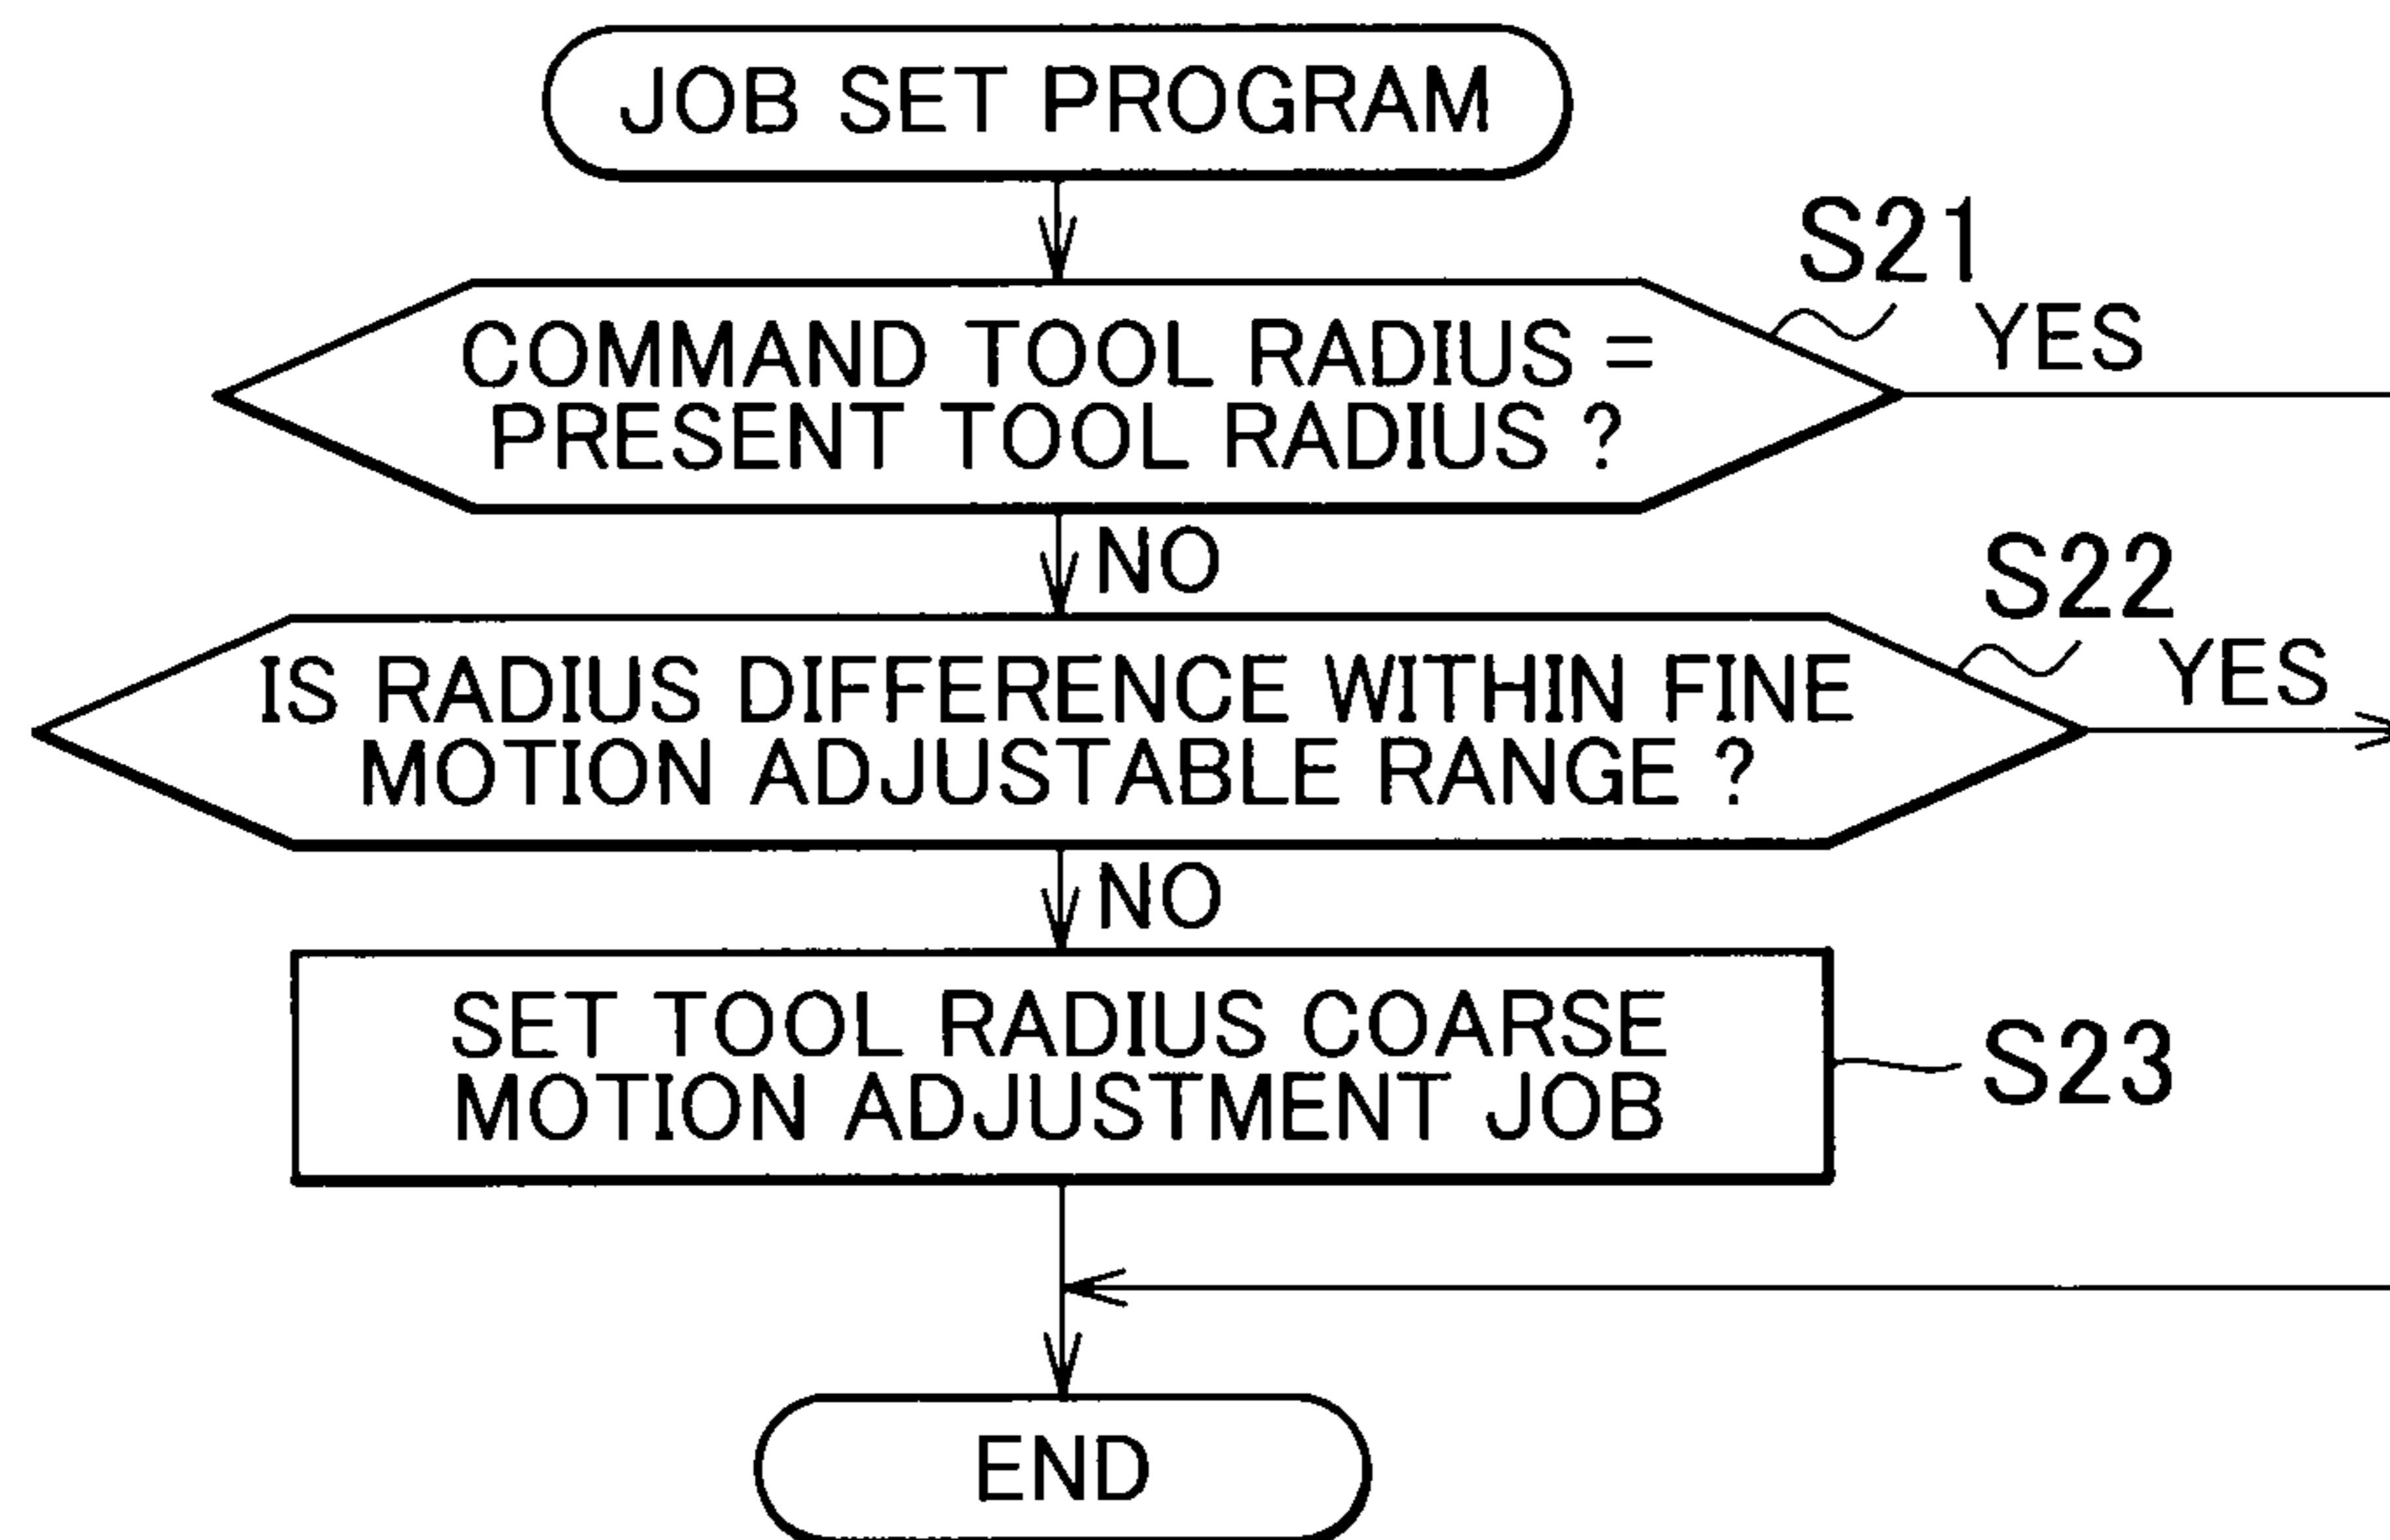 JOB SET PROGRAM
S21
YES
COMMAND TOOL RADIUS =
PRESENT TOOL RADIUS ?
NO
S22
YES
IS RADIUS DIFFERENCE WITHIN FINE
MOTION ADJUSTABLE RANGE ?
NO
SET TOOL RADIUS COARSE
MOTION ADJUSTMENT JOB
S23
END